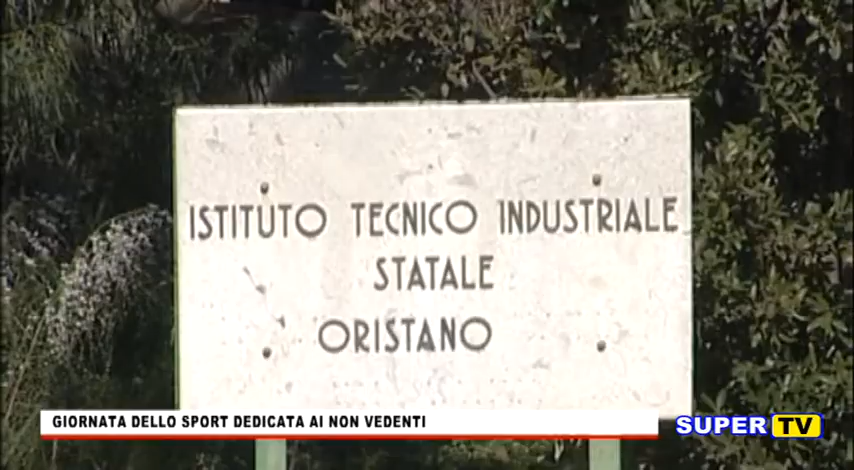 ISTITUTO TECNICO INDUSTRIALE
STATALE
ORISTANO
GIORNATA DELLO SPORT DEDICATA AI NON VEDENTI
SUPER TV